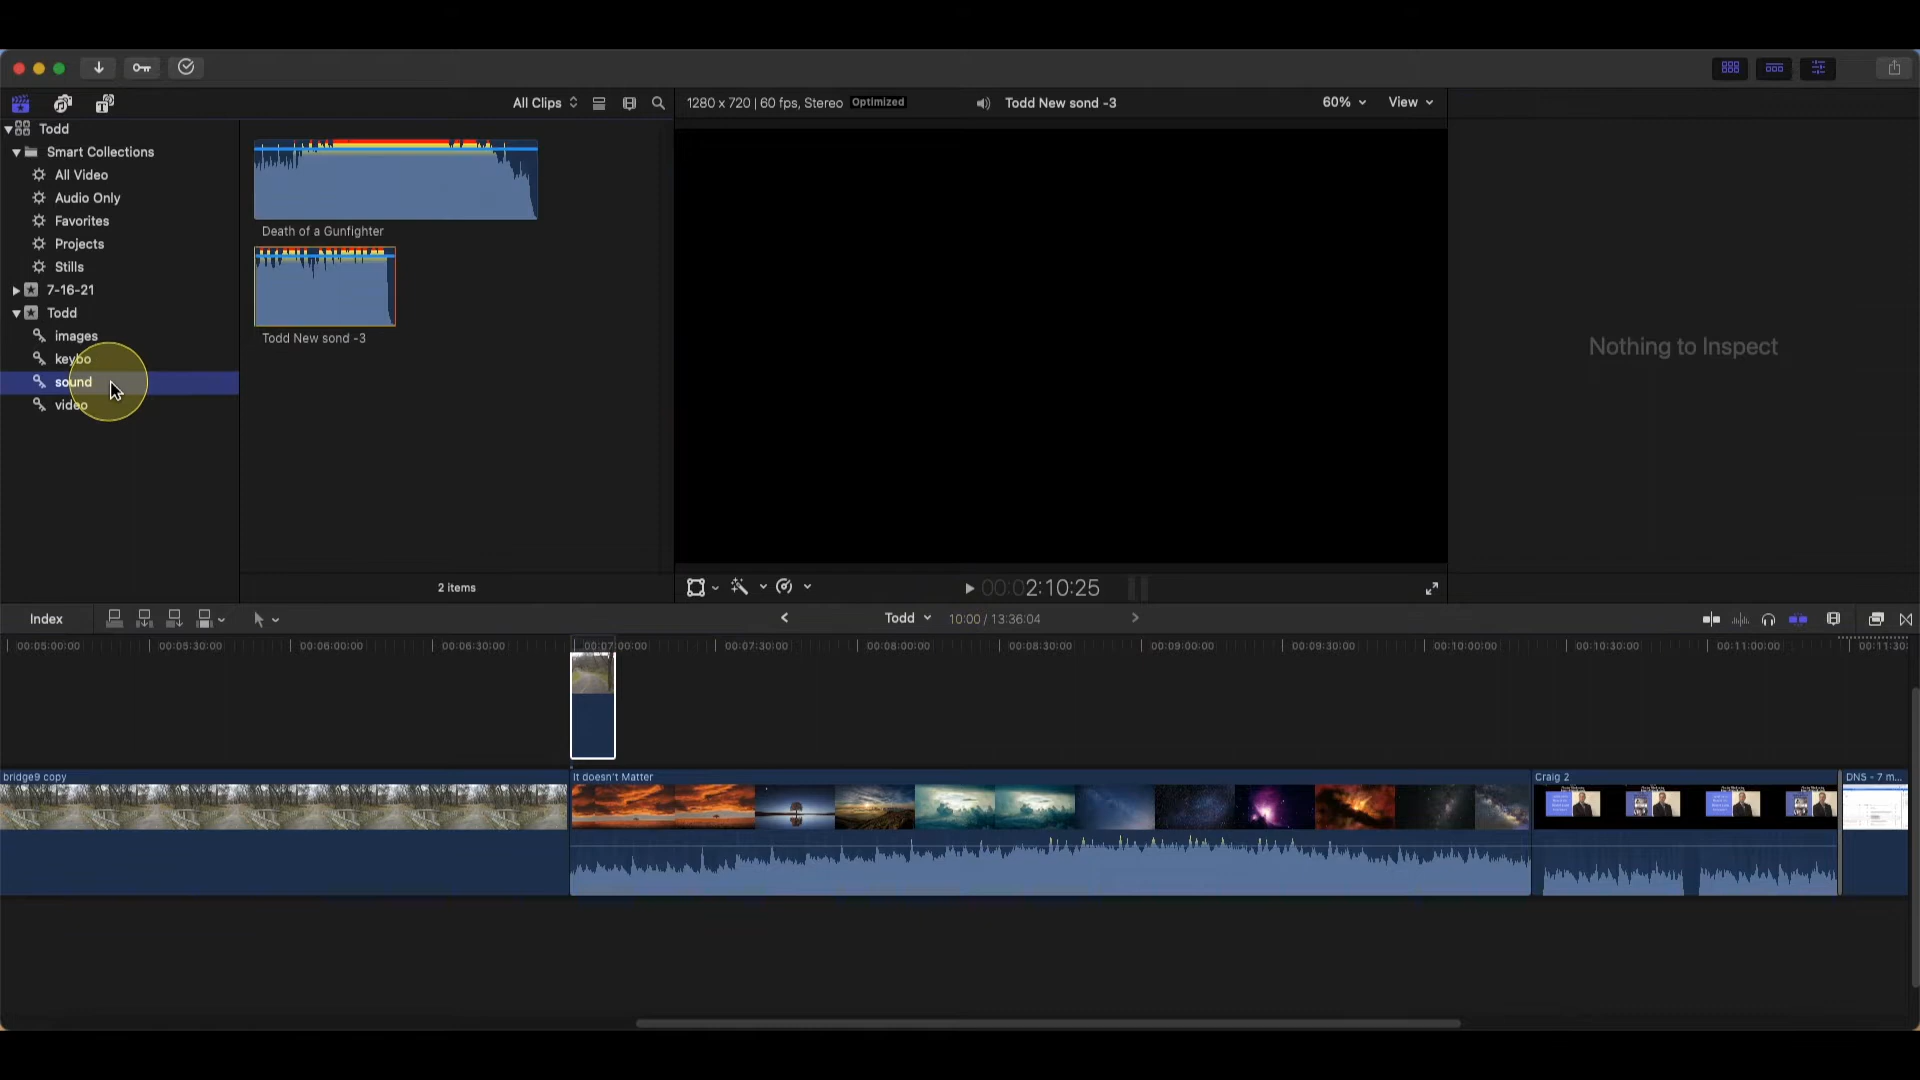 All Clips
1280 x 720 | 60 fps, Stereo Optimized
Todd New sond -3
60%
View
Todd
Smart Collections
All Video
Audio Only
Favorites
Projects
Stills
7-16-21
Todd
images
keybo
sound
video
Death of a Gunfighter
Todd New sond -3
2 items
Nothing to Inspect
00:02:10:25
Index
Todd
10:00 / 13:36:04
00:05:00:00
00:05:30:00
00:06:00:00
00:06:30:00
00:07:00:00
00:07:30:00
00:08:00:00
00:08:30:00
00:09:00:00
00:09:30:00
00:10:00:00
00:10:30:00
00:11:00:00
00:11:30:
bridge9 copy
It doesn't Matter
Craig 2
DNS - 7 m...